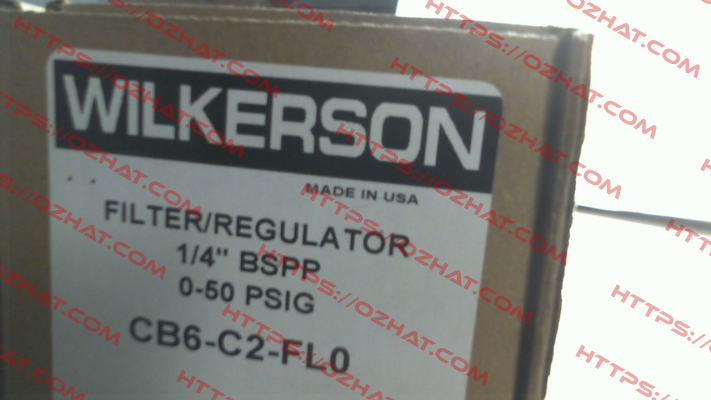 WILKERSON
MADE IN USA
FILTER/REGULATOR
1/4" BSPP
0-50 PSIG
CB6-C2-FL0
HTTPS://OZHAT.COM